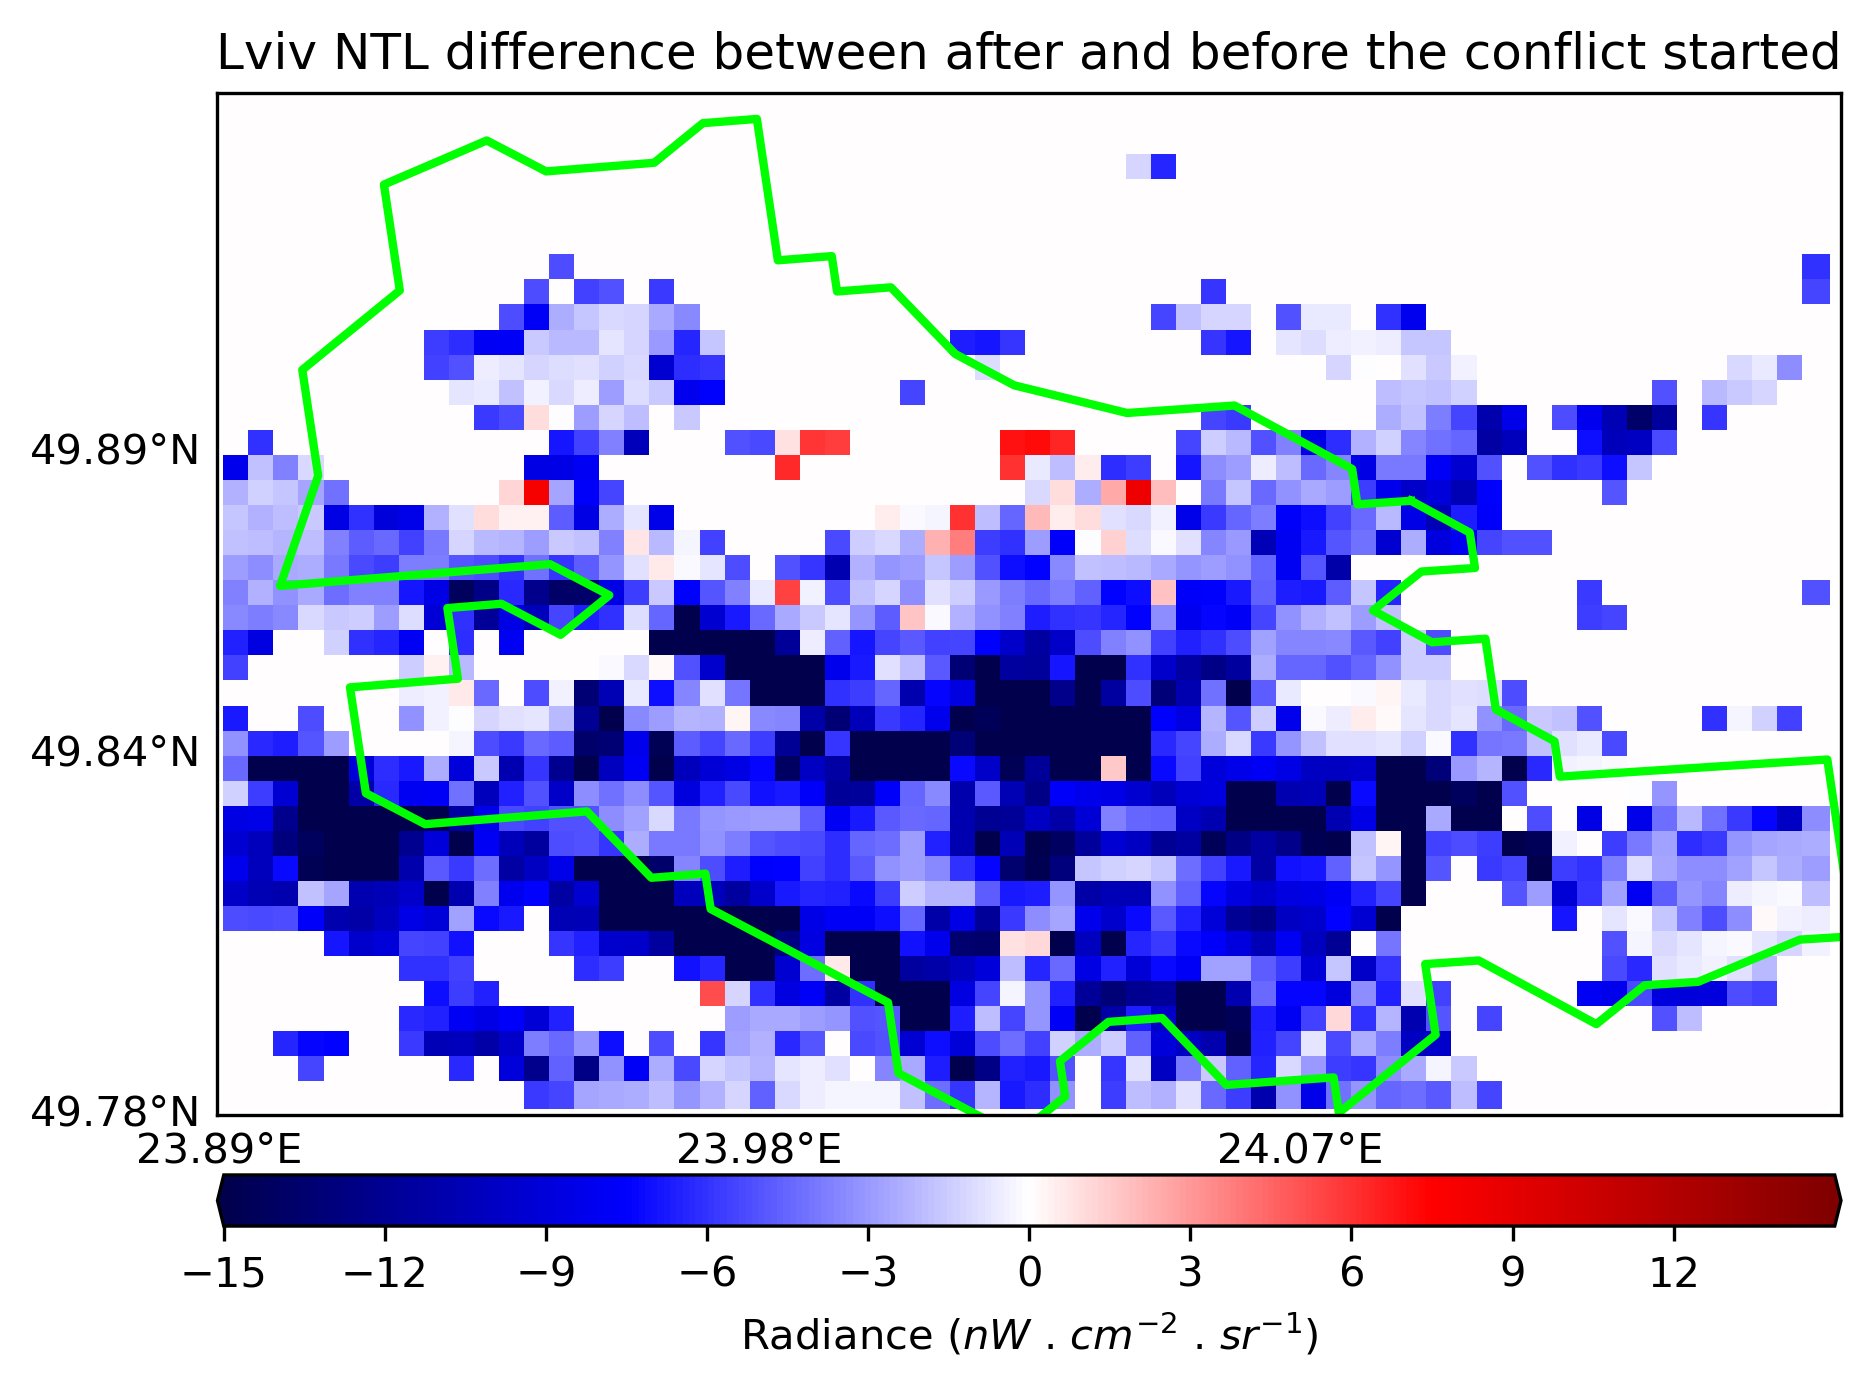 Lviv NTL difference between after and before the conflict started
49.89°N
49.84°N
49.78°N
23.89°E 23.98°E 24.07°E
−15 −12 −9 −6 −3 0 3 6 9 12
Radiance (nW . cm⁻² . sr⁻¹)